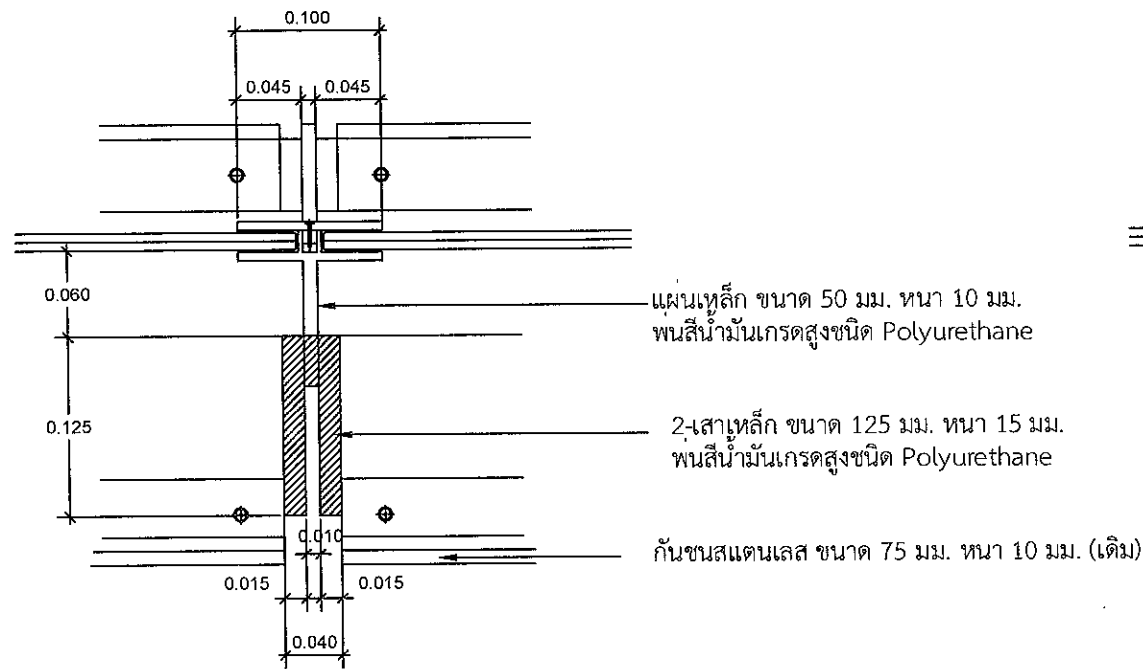 0.100
0.045
0.045
0.060
แผ่นเหล็ก ขนาด 50 มม. หนา 10 มม.
พ่นสีน้ำมันเกรดสูงชนิด Polyurethane
0.125
2-เสาเหล็ก ขนาด 125 มม. หนา 15 มม.
พ่นสีน้ำมันเกรดสูงชนิด Polyurethane
0.010
กันชนสแตนเลส ขนาด 75 มม. หนา 10 มม. (เดิม)
0.015
0.015
0.040